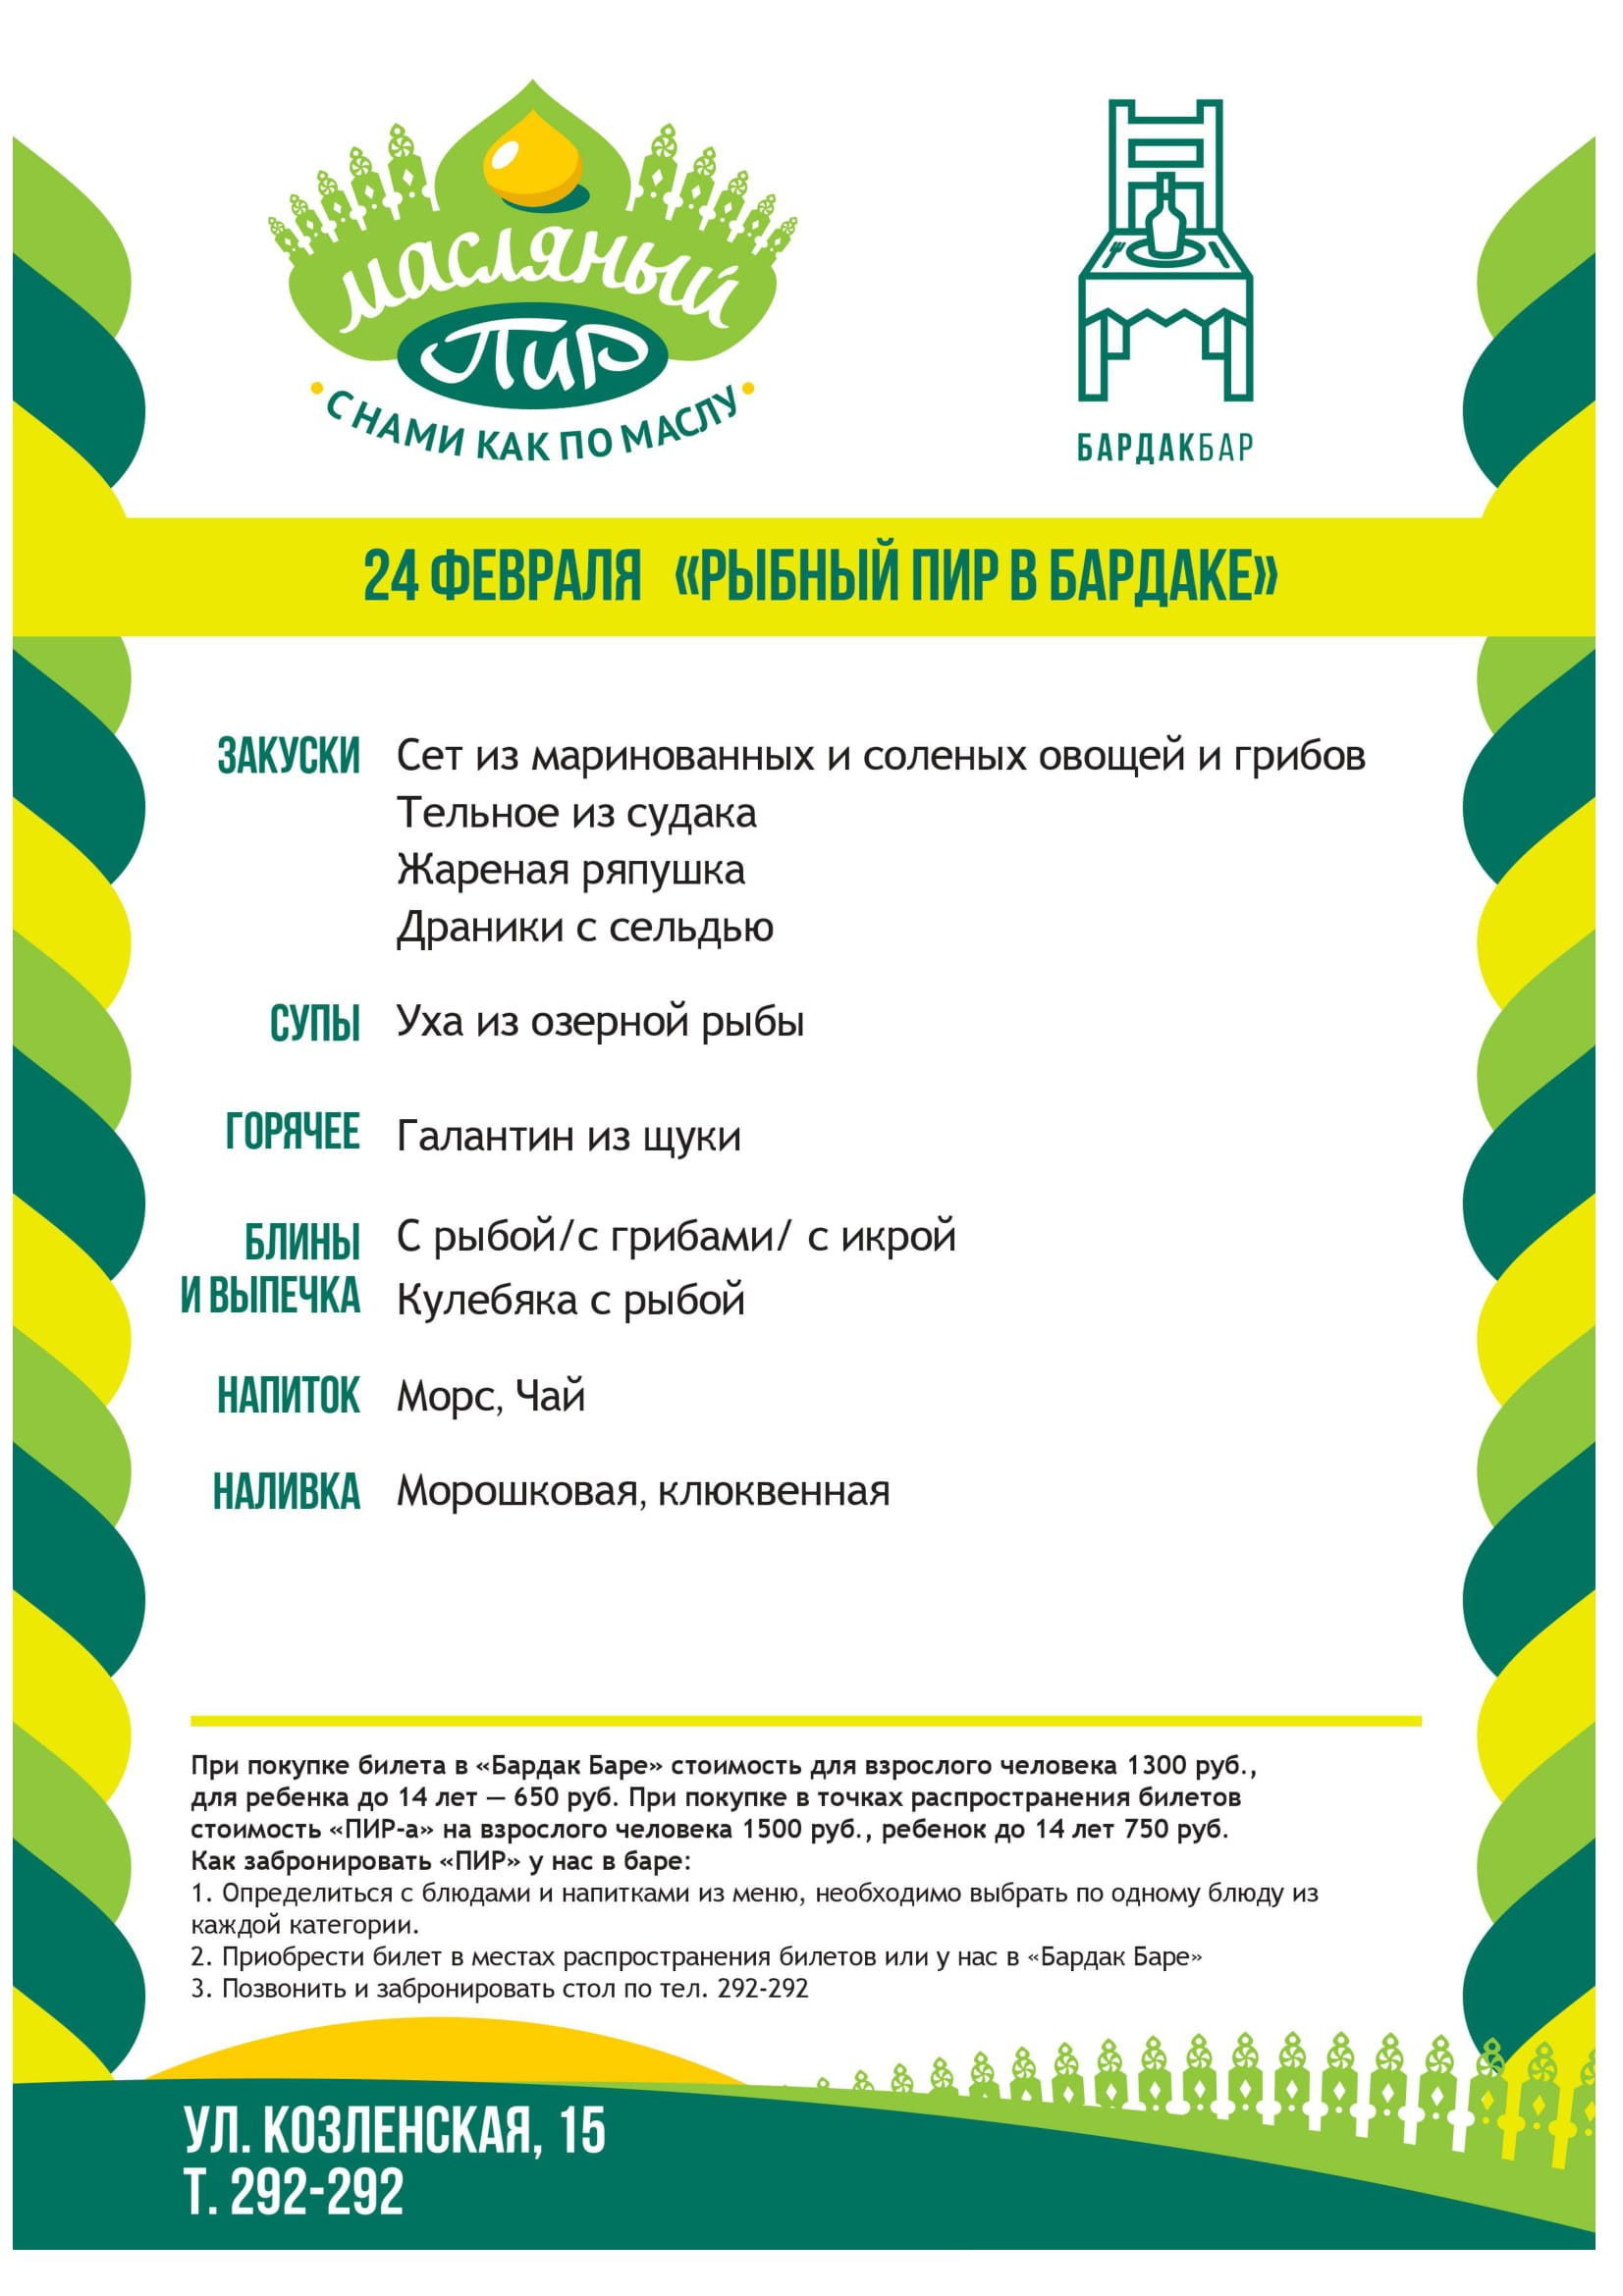 Масляный
Пир
С НАМИ КАК ПО МАСЛУ
БАРДАКБАР
24 ФЕВРАЛЯ «РЫБНЫЙ ПИР В БАРДАКЕ»
ЗАКУСКИ Сет из маринованных и соленых овощей и грибов
Тельное из судака
Жареная ряпушка
Драники с сельдью
СУПЫ Уха из озерной рыбы
ГОРЯЧЕЕ Галантин из щуки
БЛИНЫ С рыбой/с грибами/ с икрой
И ВЫПЕЧКА Кулебяка с рыбой
НАПИТОК Морс, Чай
НАЛИВКА Морошковая, клюквенная
При покупке билета в «Бардак Баре» стоимость для взрослого человека 1300 руб.,
для ребенка до 14 лет — 650 руб. При покупке в точках распространения билетов
стоимость «ПИР-а» на взрослого человека 1500 руб., ребенок до 14 лет 750 руб.
Как забронировать «ПИР» у нас в баре:
1. Определиться с блюдами и напитками из меню, необходимо выбрать по одному блюду из
каждой категории.
2. Приобрести билет в местах распространения билетов или у нас в «Бардак Баре»
3. Позвонить и забронировать стол по тел. 292-292
УЛ. КОЗЛЕНСКАЯ, 15
Т. 292-292